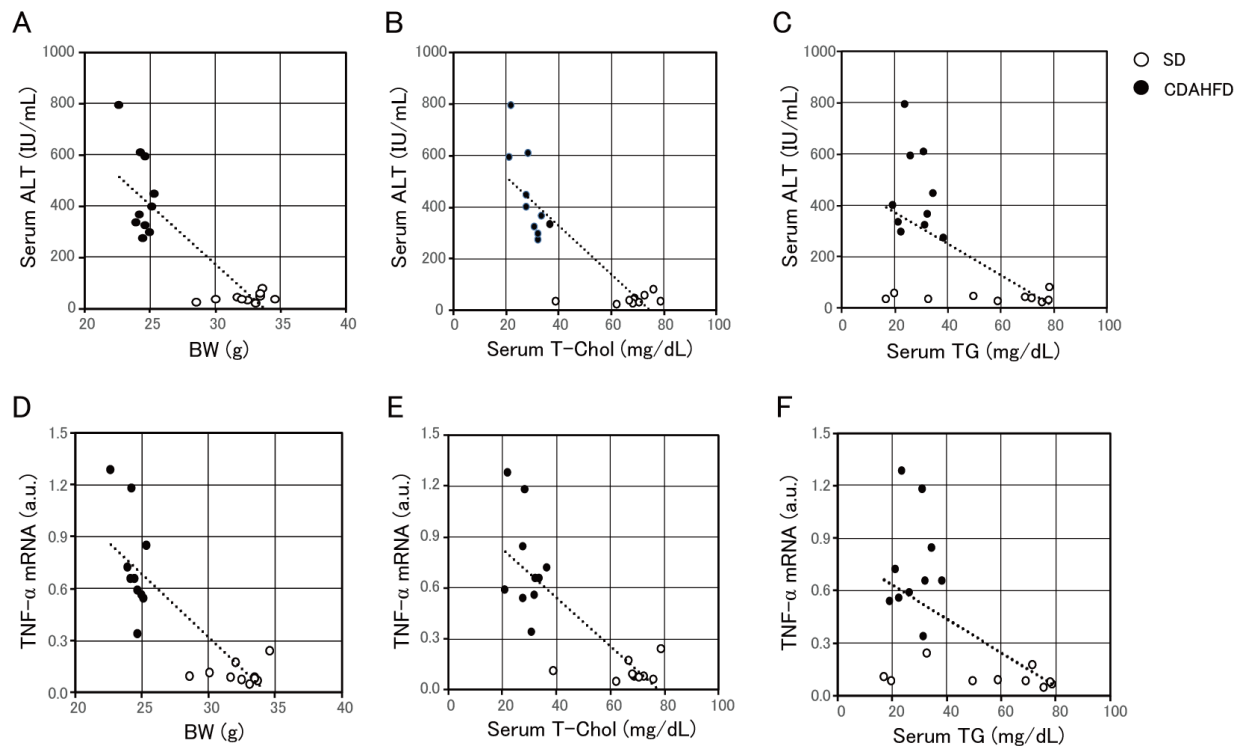 A
B
C
1000
800
600
400
200
0
Serum ALT (IU/mL)
20 25 30 35 40
BW (g)
1000
800
600
400
200
0
Serum ALT (IU/mL)
0 20 40 60 80 100
Serum T-Chol (mg/dL)
1000
800
600
400
200
0
Serum ALT (IU/mL)
0 20 40 60 80 100
Serum TG (mg/dL)
SD
CDAHFD
D
E
F
1.5
1.2
0.9
0.6
0.3
0.0
TNF-α mRNA (a.u.)
20 25 30 35 40
BW (g)
1.5
1.2
0.9
0.6
0.3
0.0
TNF-α mRNA (a.u.)
0 20 40 60 80 100
Serum T-Chol (mg/dL)
1.5
1.2
0.9
0.6
0.3
0.0
TNF-α mRNA (a.u.)
0 20 40 60 80 100
Serum TG (mg/dL)